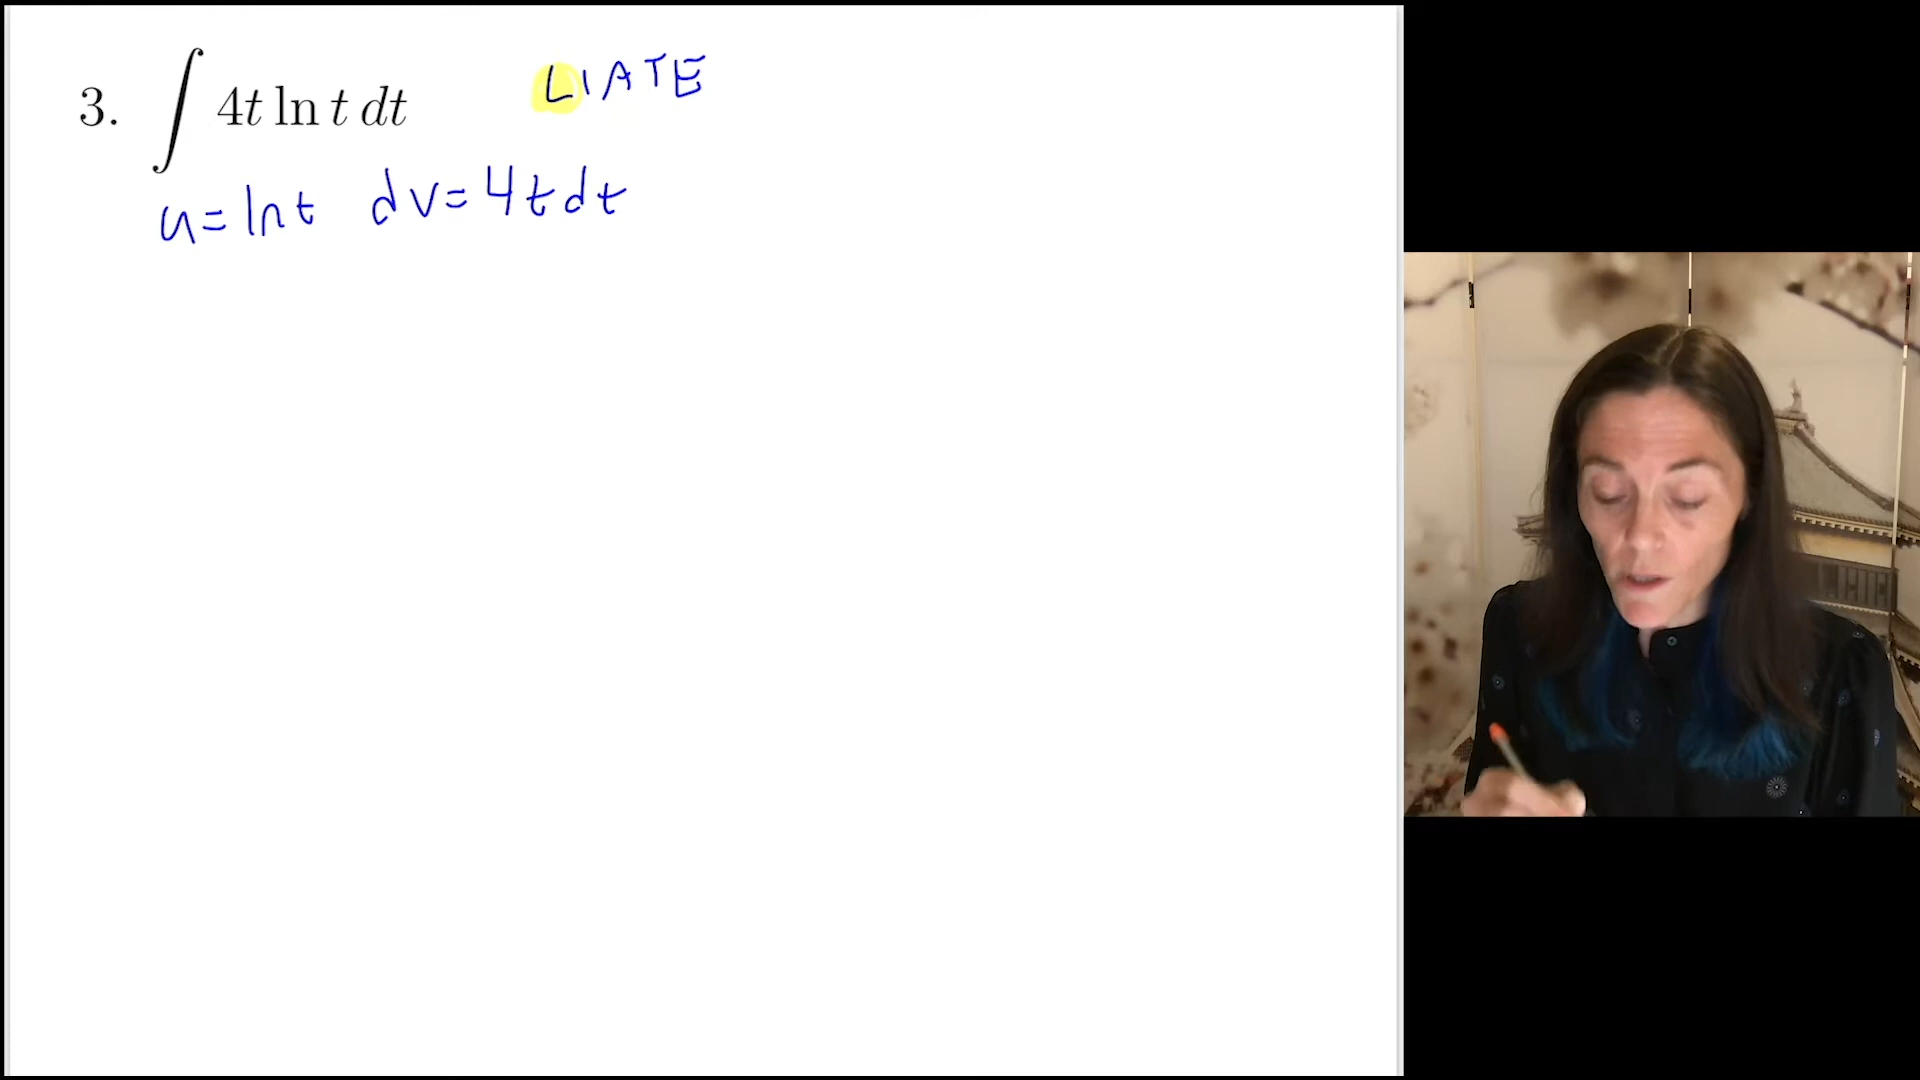 3. ∫ 4t ln t dt LIATE
u = ln t dv = 4t dt